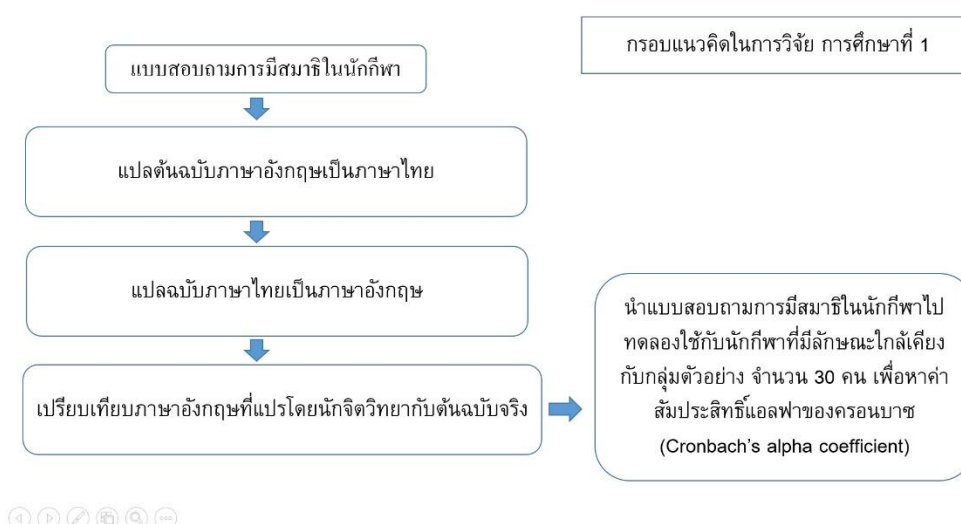 กรอบแนวคิดในการวิจัย การศึกษาที่ 1
แบบสอบถามการมีสมาธิในนักกีฬา
แปลต้นฉบับภาษาอังกฤษเป็นภาษาไทย
แปลฉบับภาษาไทยเป็นภาษาอังกฤษ
เปรียบเทียบภาษาอังกฤษที่แปรโดยนักจิตวิทยากับต้นฉบับจริง
นำแบบสอบถามการมีสมาธิในนักกีฬาไป
ทดลองใช้กับนักกีฬาที่มีลักษณะใกล้เคียง
กับกลุ่มตัวอย่าง จำนวน 30 คน เพื่อหาค่า
สัมประสิทธิ์แอลฟาของครอนบาซ
(Cronbach's alpha coefficient)